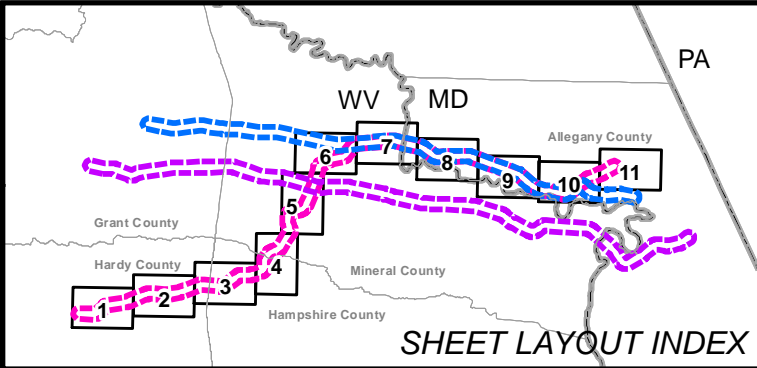 PA
WV MD
Allegany County
6
7
8
9
10
11
5
Grant County
Hardy County
4
Mineral County
3
2
1
Hampshire County
SHEET LAYOUT INDEX